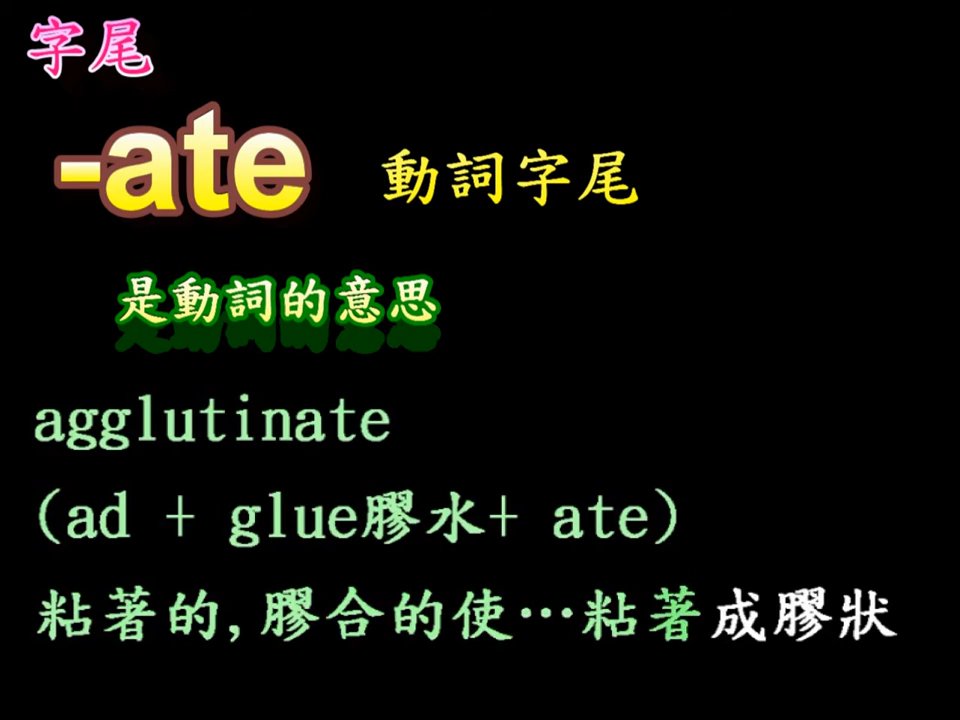 字尾
-ate 動詞字尾
是動詞的意思
agglutinate
(ad + glue膠水+ ate)
粘著的,膠合的使…粘著成膠狀